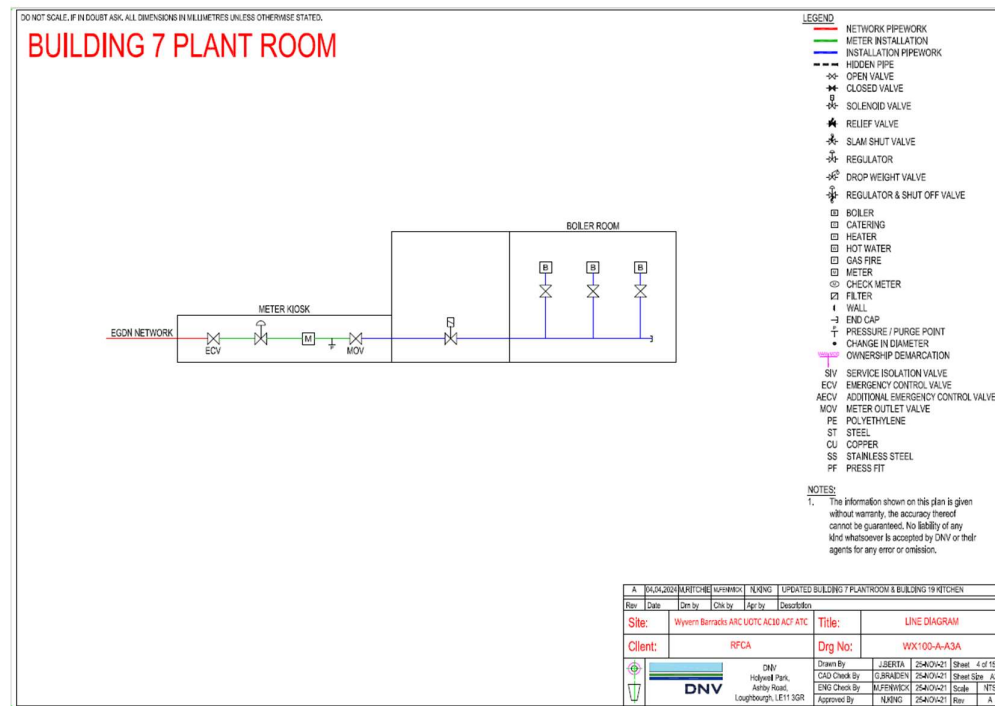 DO NOT SCALE, IF IN DOUBT ASK. ALL DIMENSIONS IN MILLIMETRES UNLESS OTHERWISE STATED.
BUILDING 7 PLANT ROOM
BOILER ROOM
B B B
METER KIOSK
EGDN NETWORK
M
ECV
MOV
LEGEND
NETWORK PIPEWORK
METER INSTALLATION
INSTALLATION PIPEWORK
HIDDEN PIPE
OPEN VALVE
CLOSED VALVE
SOLENOID VALVE
RELIEF VALVE
SLAM SHUT VALVE
REGULATOR
DROP WEIGHT VALVE
REGULATOR & SHUT OFF VALVE
BOILER
CATERING
HEATER
HOT WATER
GAS FIRE
METER
CHECK METER
FILTER
WALL
END CAP
PRESSURE / PURGE POINT
CHANGE IN DIAMETER
OWNERSHIP DEMARCATION
SIV SERVICE ISOLATION VALVE
ECV EMERGENCY CONTROL VALVE
AECV ADDITIONAL EMERGENCY CONTROL VALVE
MOV METER OUTLET VALVE
PE POLYETHYLENE
ST STEEL
CU COPPER
SS STAINLESS STEEL
PF PRESS FIT
NOTES:
1. The information shown on this plan is given
without warranty, the accuracy thereof
cannot be guaranteed. No liability of any
kind whatsoever is accepted by DNV or their
agents for any error or omission.
A 04.04.2024 M.RITCHIE M.FENWICK N.KING UPDATED BUILDING 7 PLANTROOM & BUILDING 19 KITCHEN
Rev Date Drn by Chk by Apr by Description
Site: Wyvern Barracks ARC UOTC AC10 ACF ATC Title: LINE DIAGRAM
Client: RFCA Drg No: WX100-A-A3A
DNV
DNV
Holywell Park,
Ashby Road,
Loughbourgh, LE11 3GR
Drawn By J.BERTA 25-NOV-21 Sheet 4 of 15
CAD Check By G.BRAIDEN 25-NOV-21 Sheet Size
ENG Check By M.FENWICK 25-NOV-21 Scale NTS
Approved By N.KING 25-NOV-21 Rev A